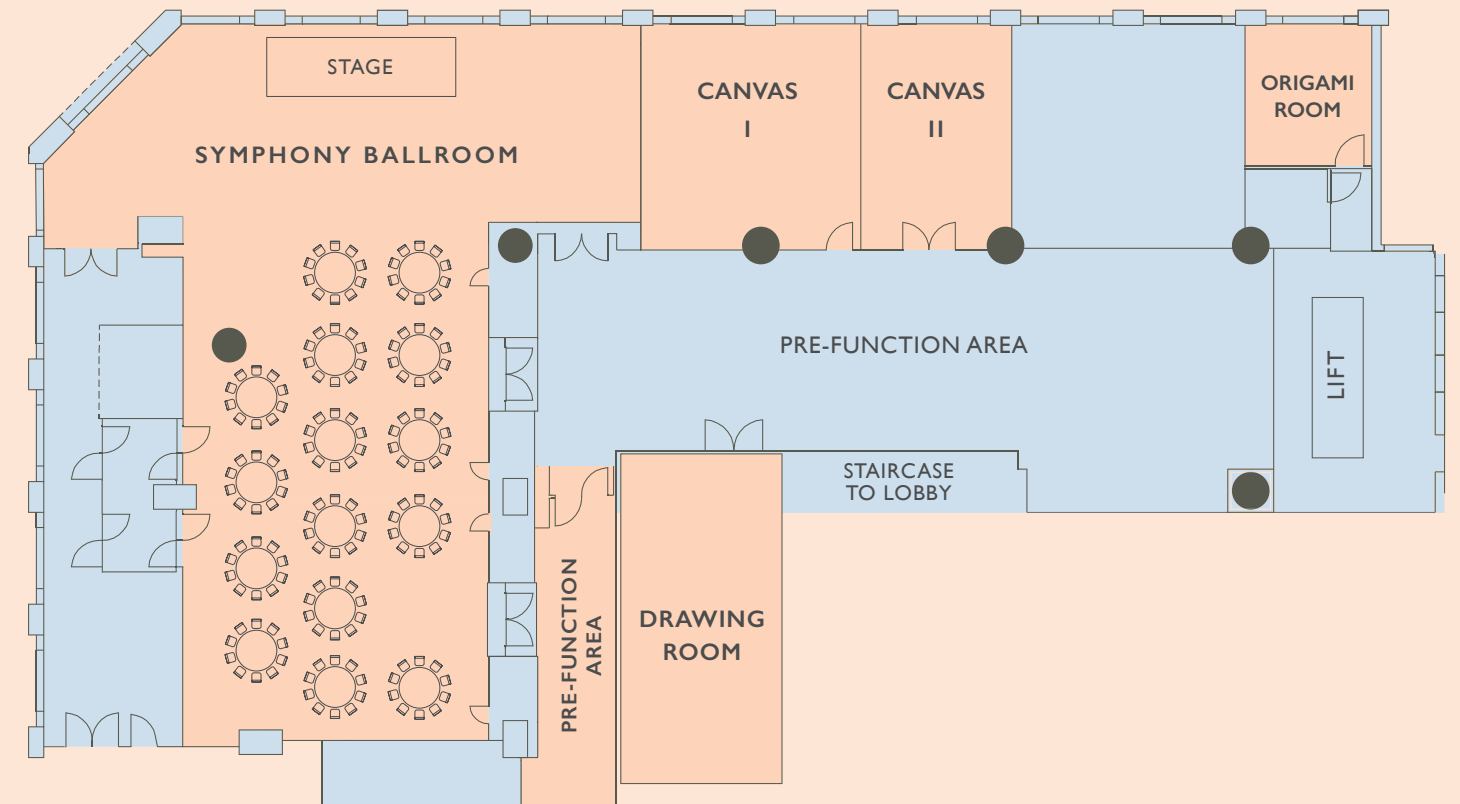 STAGE
SYMPHONY BALLROOM
CANVAS
I
CANVAS
II
ORIGAMI
ROOM
PRE-FUNCTION AREA
LIFT
STAIRCASE
TO LOBBY
PRE-FUNCTION
AREA
DRAWING
ROOM